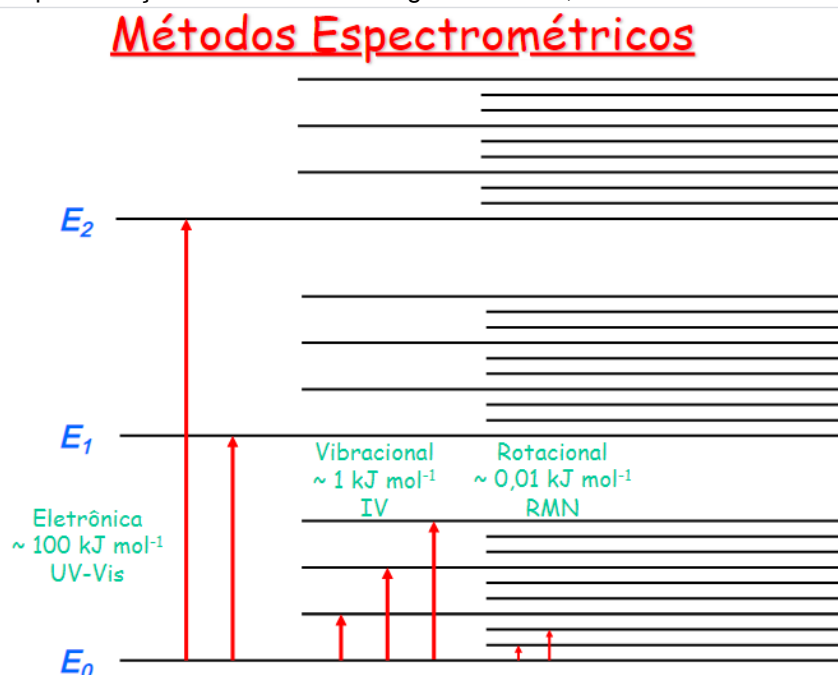 Métodos Espectrométricos
E₂
E₁
Vibracional
~ 1 kJ mol⁻¹
IV
Rotacional
~ 0,01 kJ mol⁻¹
RMN
Eletrônica
~ 100 kJ mol⁻¹
UV-Vis
E₀